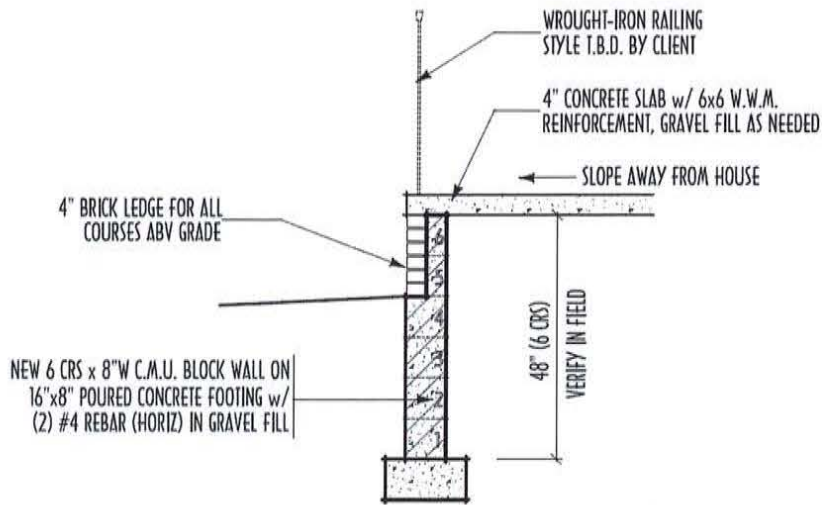 WROUGHT-IRON RAILING
STYLE T.B.D. BY CLIENT
4" CONCRETE SLAB w/ 6x6 W.W.M.
REINFORCEMENT, GRAVEL FILL AS NEEDED
SLOPE AWAY FROM HOUSE
4" BRICK LEDGE FOR ALL
COURSES ABV GRADE
6
5
4
3
2
1
48" (6 CRS)
VERIFY IN FIELD
NEW 6 CRS x 8"W C.M.U. BLOCK WALL ON
16"x8" POURED CONCRETE FOOTING w/
(2) #4 REBAR (HORIZ) IN GRAVEL FILL